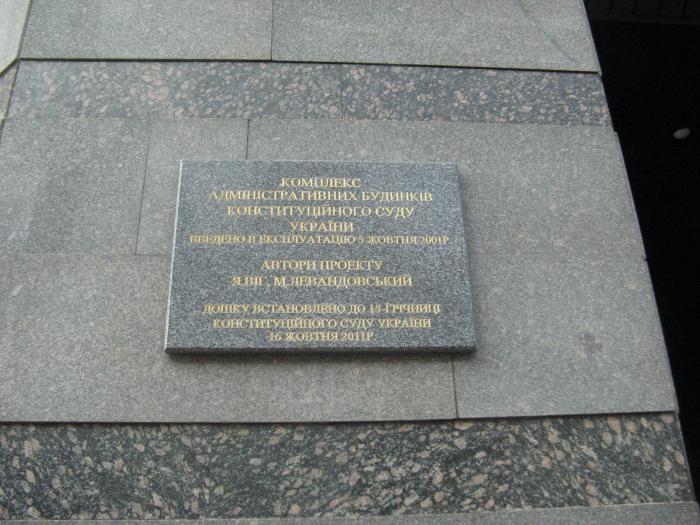 КОМПЛЕКС
АДМІНІСТРАТИВНИХ БУДИНКІВ
КОНСТИТУЦІЙНОГО СУДУ
УКРАЇНИ
ВВЕДЕНО В ЕКСПЛУАТАЦІЮ 5 ЖОВТНЯ 2001Р.
АВТОРИ ПРОЕКТУ
Я.ВІГ, М.ЛЕВАНДОВСЬКИЙ
ДОШКУ ВСТАНОВЛЕНО ДО 15-Ї РІЧНИЦІ
КОНСТИТУЦІЙНОГО СУДУ УКРАЇНИ
16 ЖОВТНЯ 2011Р.